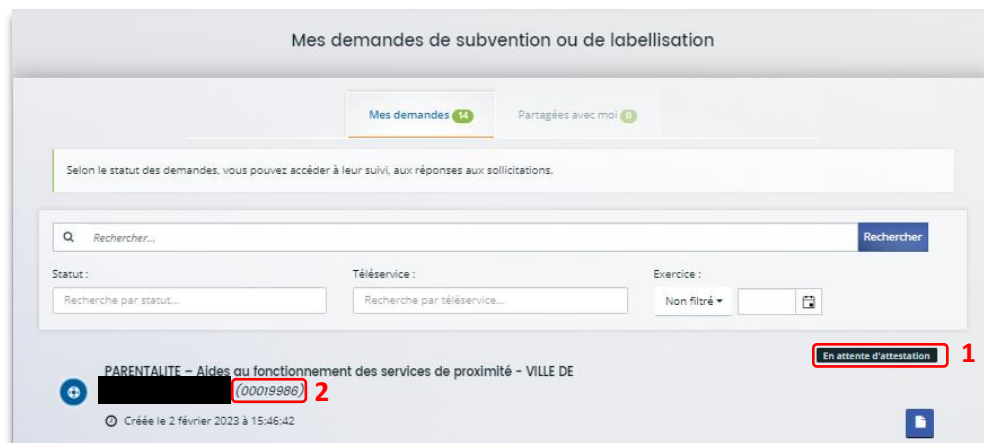 Mes demandes de subvention ou de labellisation
Mes demandes 14 Partagées avec moi 0
Selon le statut des demandes, vous pouvez accéder à leur suivi, aux réponses aux sollicitations.
Rechercher... Rechercher
Statut : Téléservice : Exercice :
Recherche par statut... Recherche par téléservice... Non filtré
En attente d'attestation 1
PARENTALITE – Aides au fonctionnement des services de proximité - VILLE DE
(00019986) 2
Créée le 2 février 2023 à 15:46:42